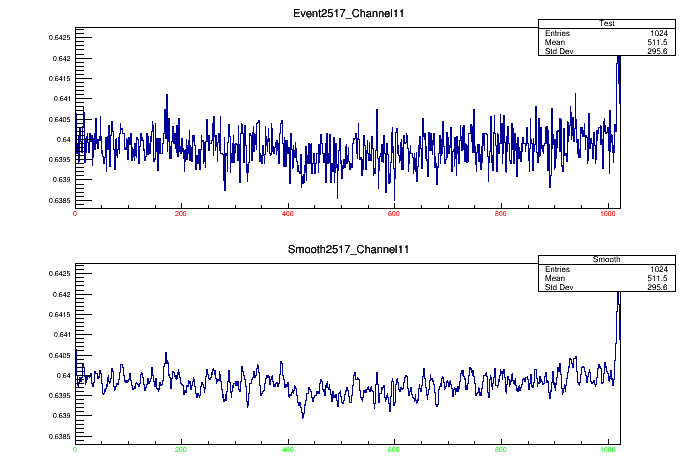 Event2517_Channel11
Test
Entries 1024
Mean 511.5
Std Dev 295.6
0.6425
0.642
0.6415
0.641
0.6405
0.64
0.6395
0.639
0.6385
0 200 400 600 800 1000
Smooth2517_Channel11
Smooth
Entries 1024
Mean 511.5
Std Dev 295.6
0.6425
0.642
0.6415
0.641
0.6405
0.64
0.6395
0.639
0.6385
0 200 400 600 800 1000